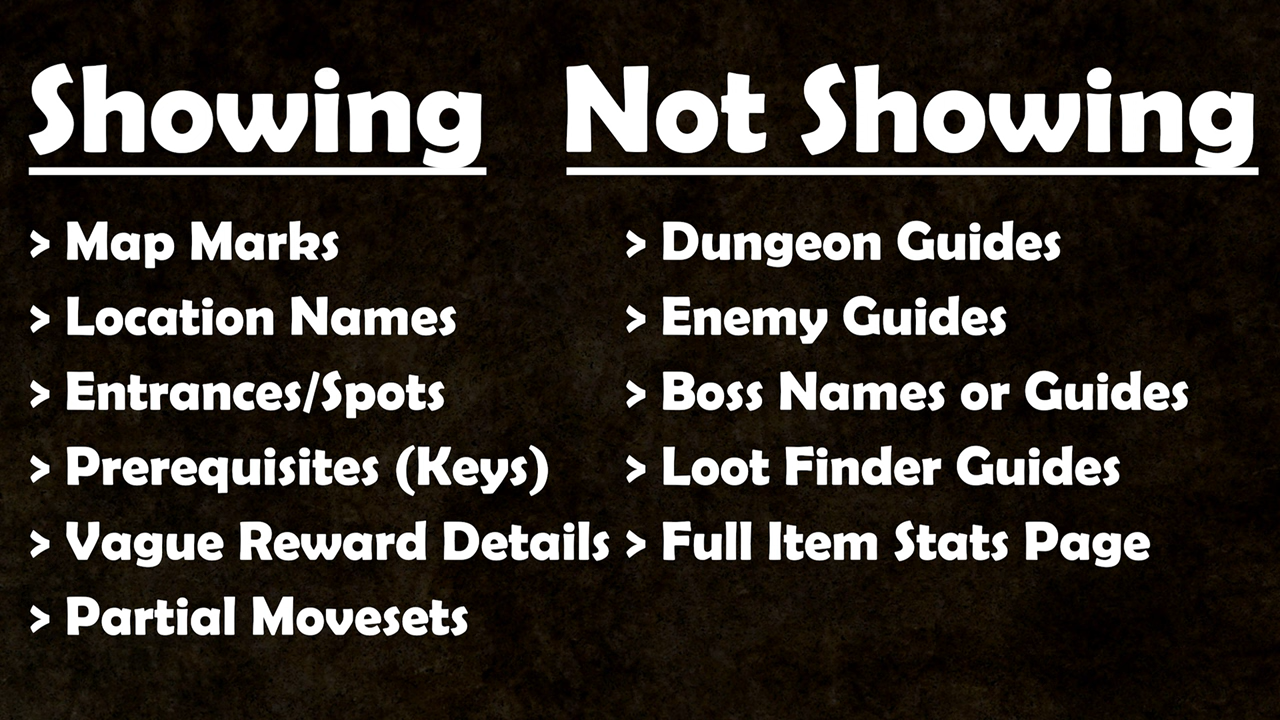 Showing
> Map Marks
> Location Names
> Entrances/Spots
> Prerequisites (Keys)
> Vague Reward Details
> Partial Movesets
Not Showing
> Dungeon Guides
> Enemy Guides
> Boss Names or Guides
> Loot Finder Guides
> Full Item Stats Page